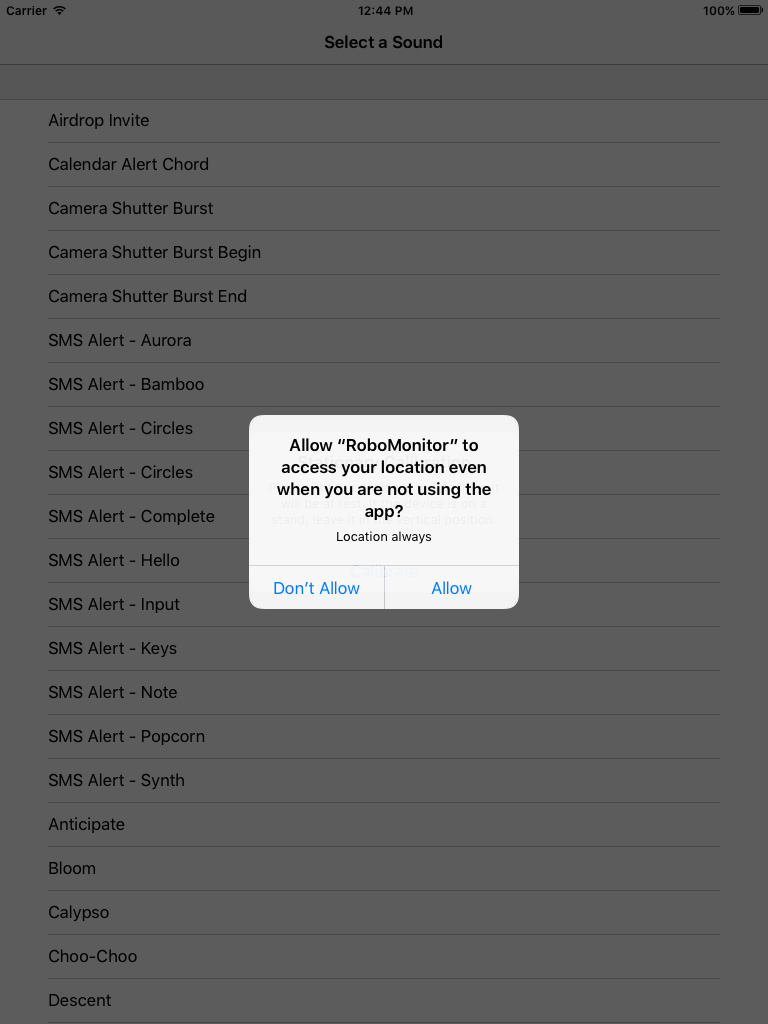 Carrier 12:44 PM 100%
Select a Sound
Airdrop Invite
Calendar Alert Chord
Camera Shutter Burst
Camera Shutter Burst Begin
Camera Shutter Burst End
SMS Alert - Aurora
SMS Alert - Bamboo
SMS Alert - Circles
SMS Alert - Circles
SMS Alert - Complete
SMS Alert - Hello
SMS Alert - Input
SMS Alert - Keys
SMS Alert - Note
SMS Alert - Popcorn
SMS Alert - Synth
Anticipate
Bloom
Calypso
Choo-Choo
Descent
Allow “RoboMonitor” to
access your location even
when you are not using the
app?
Location always
Don’t Allow Allow